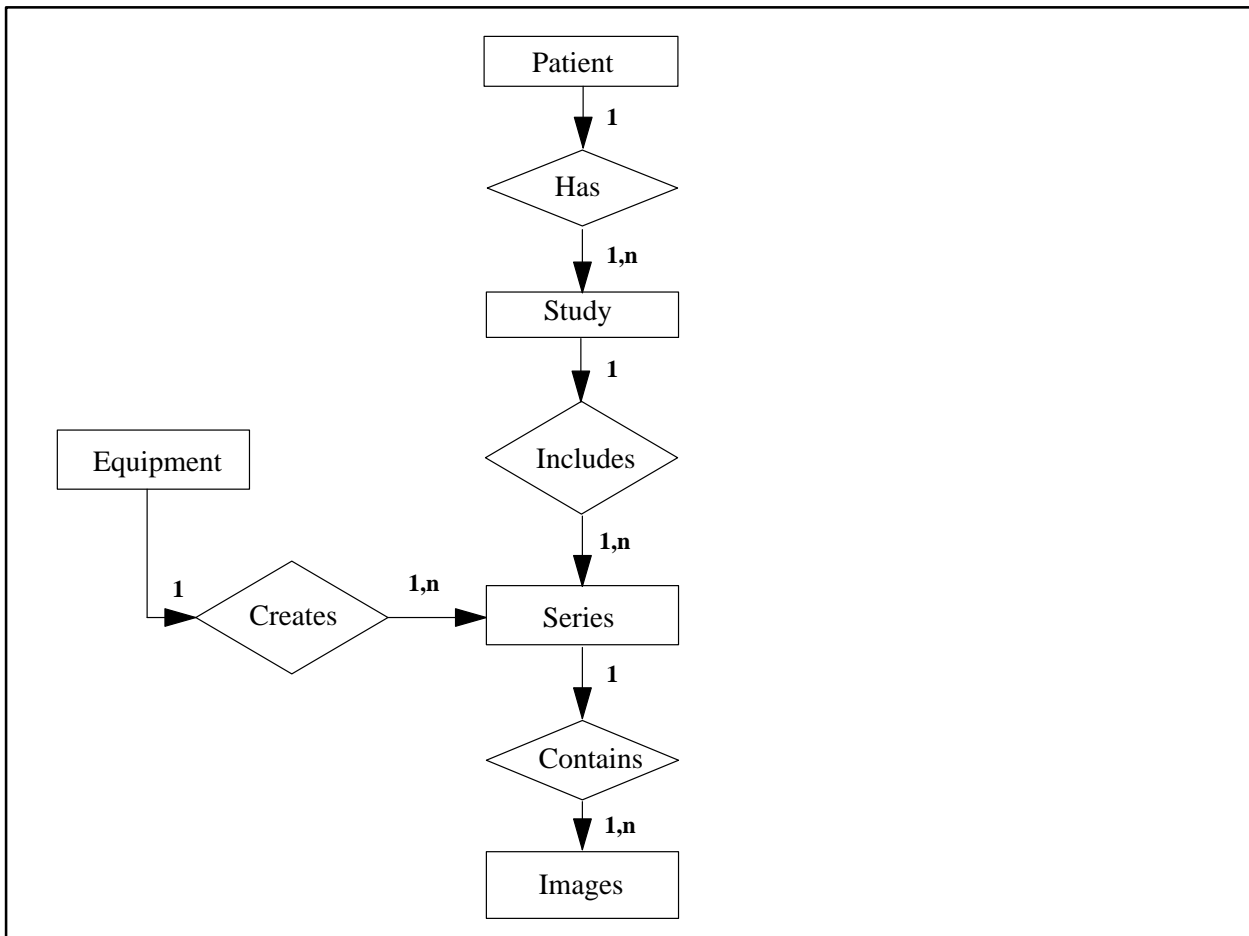 Patient
1
Has
1,n
Study
1
Equipment
Includes
1,n
1
Creates
1,n
Series
1
Contains
1,n
Images